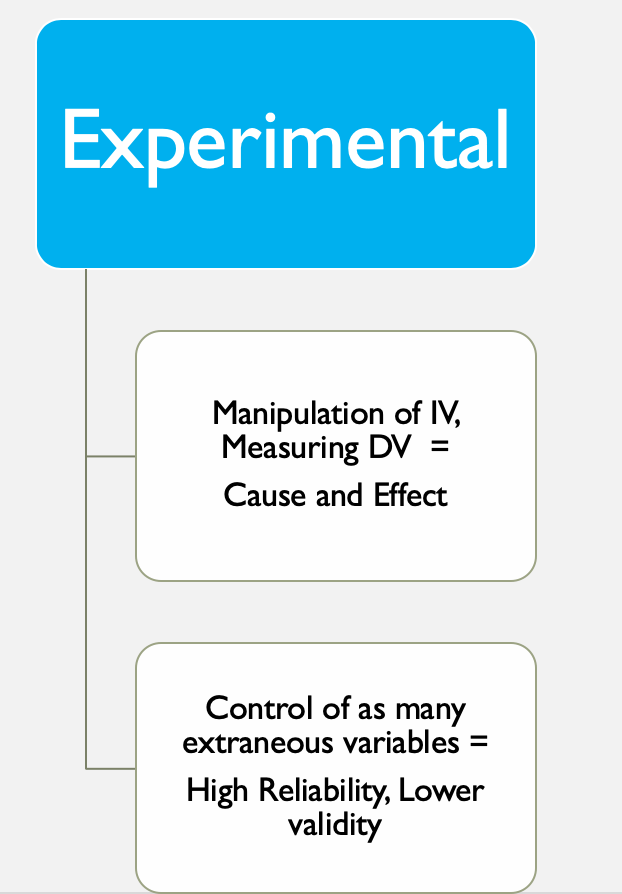 Experimental
Manipulation of IV,
Measuring DV =
Cause and Effect
Control of as many
extraneous variables =
High Reliability, Lower
validity